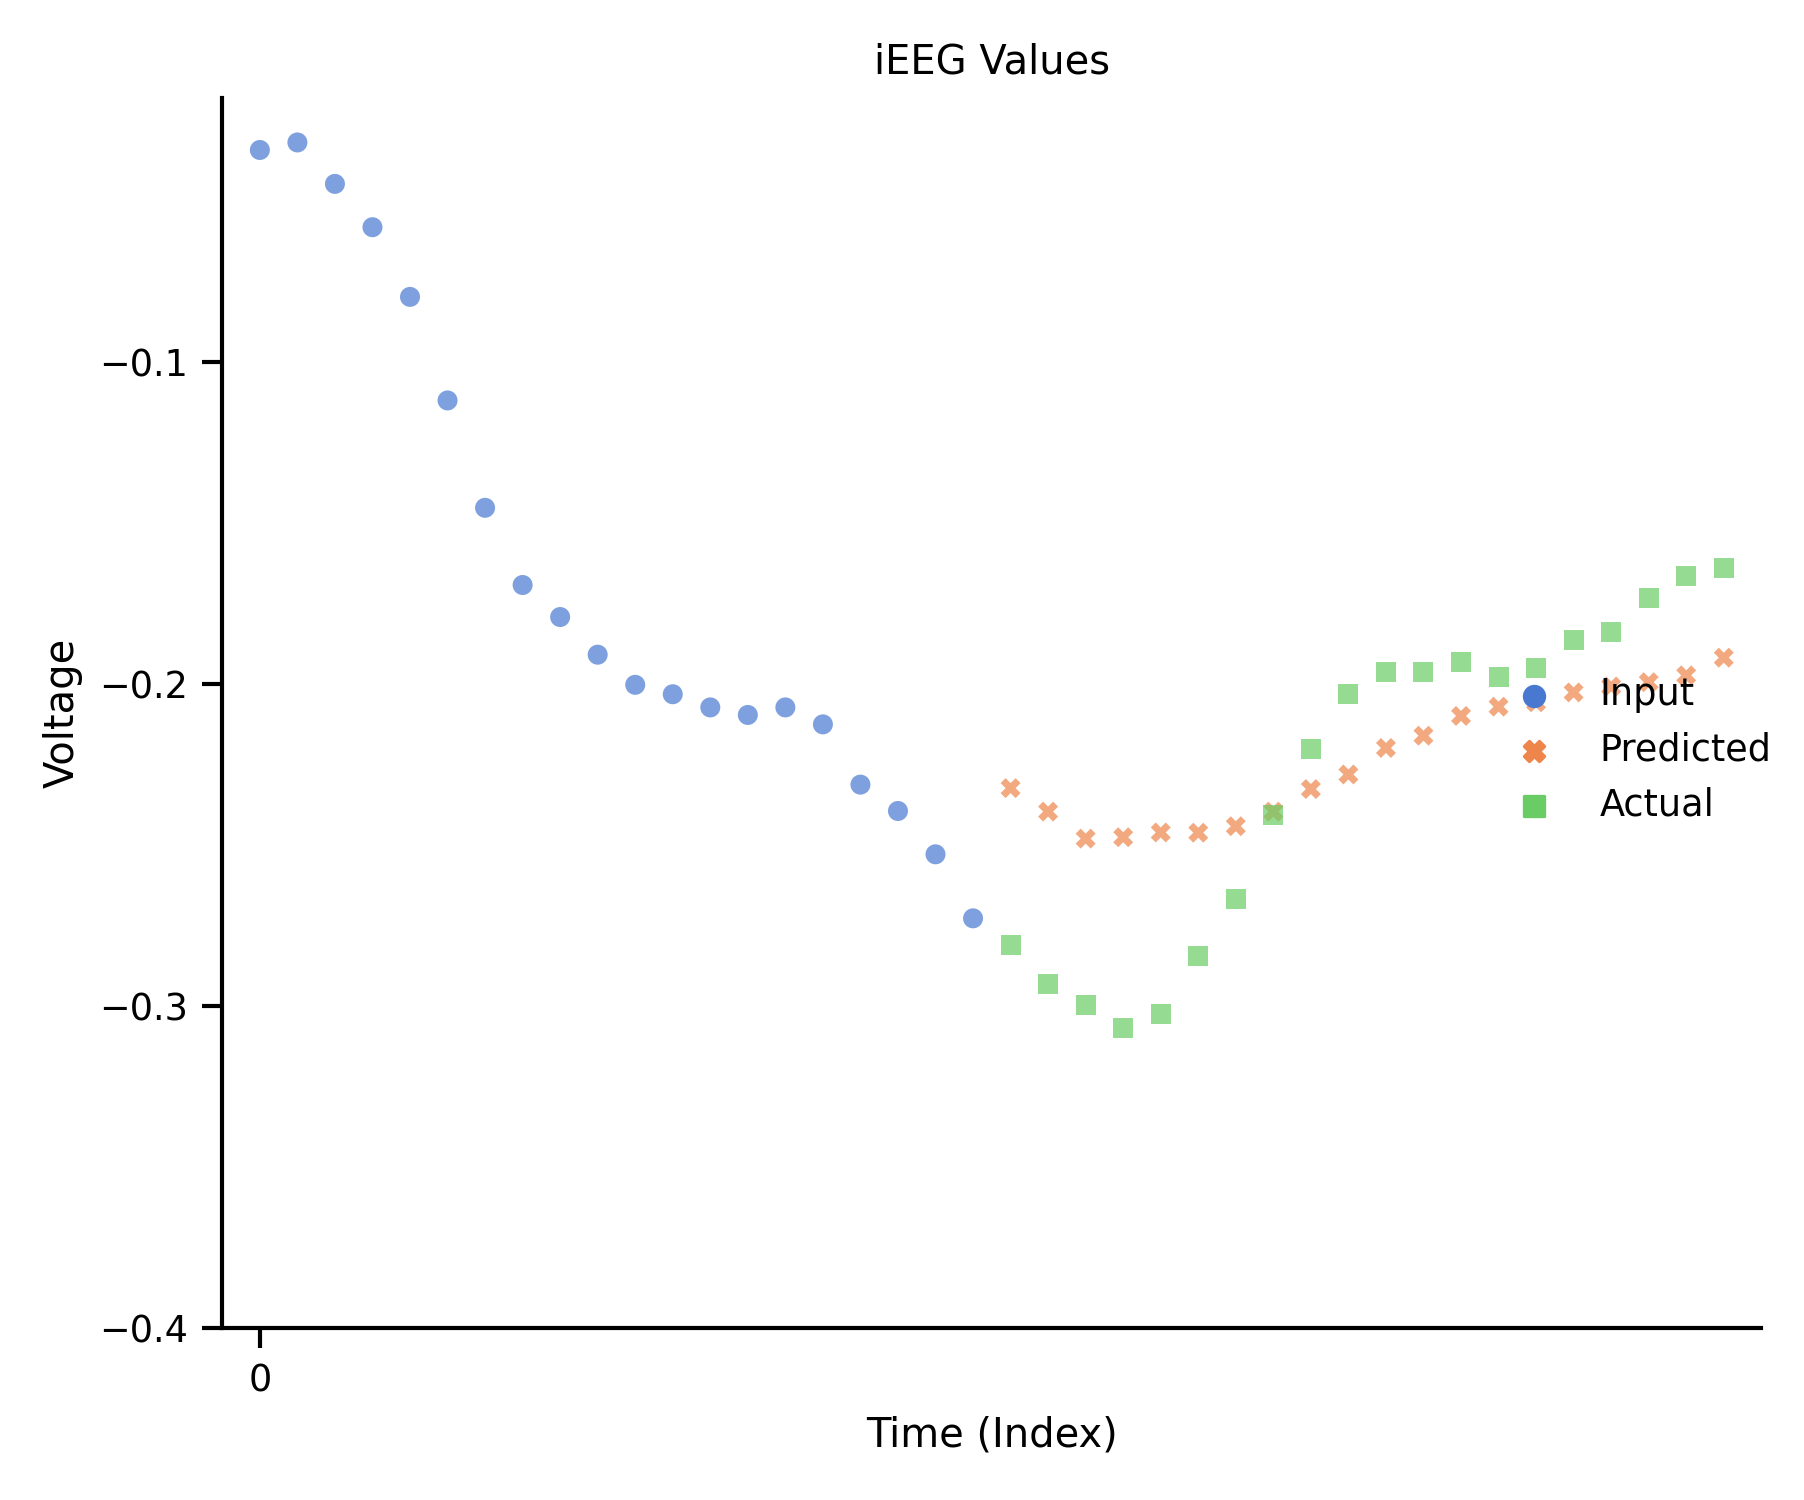 iEEG Values
Voltage
−0.1
−0.2
−0.3
−0.4
Input
Predicted
Actual
0
Time (Index)